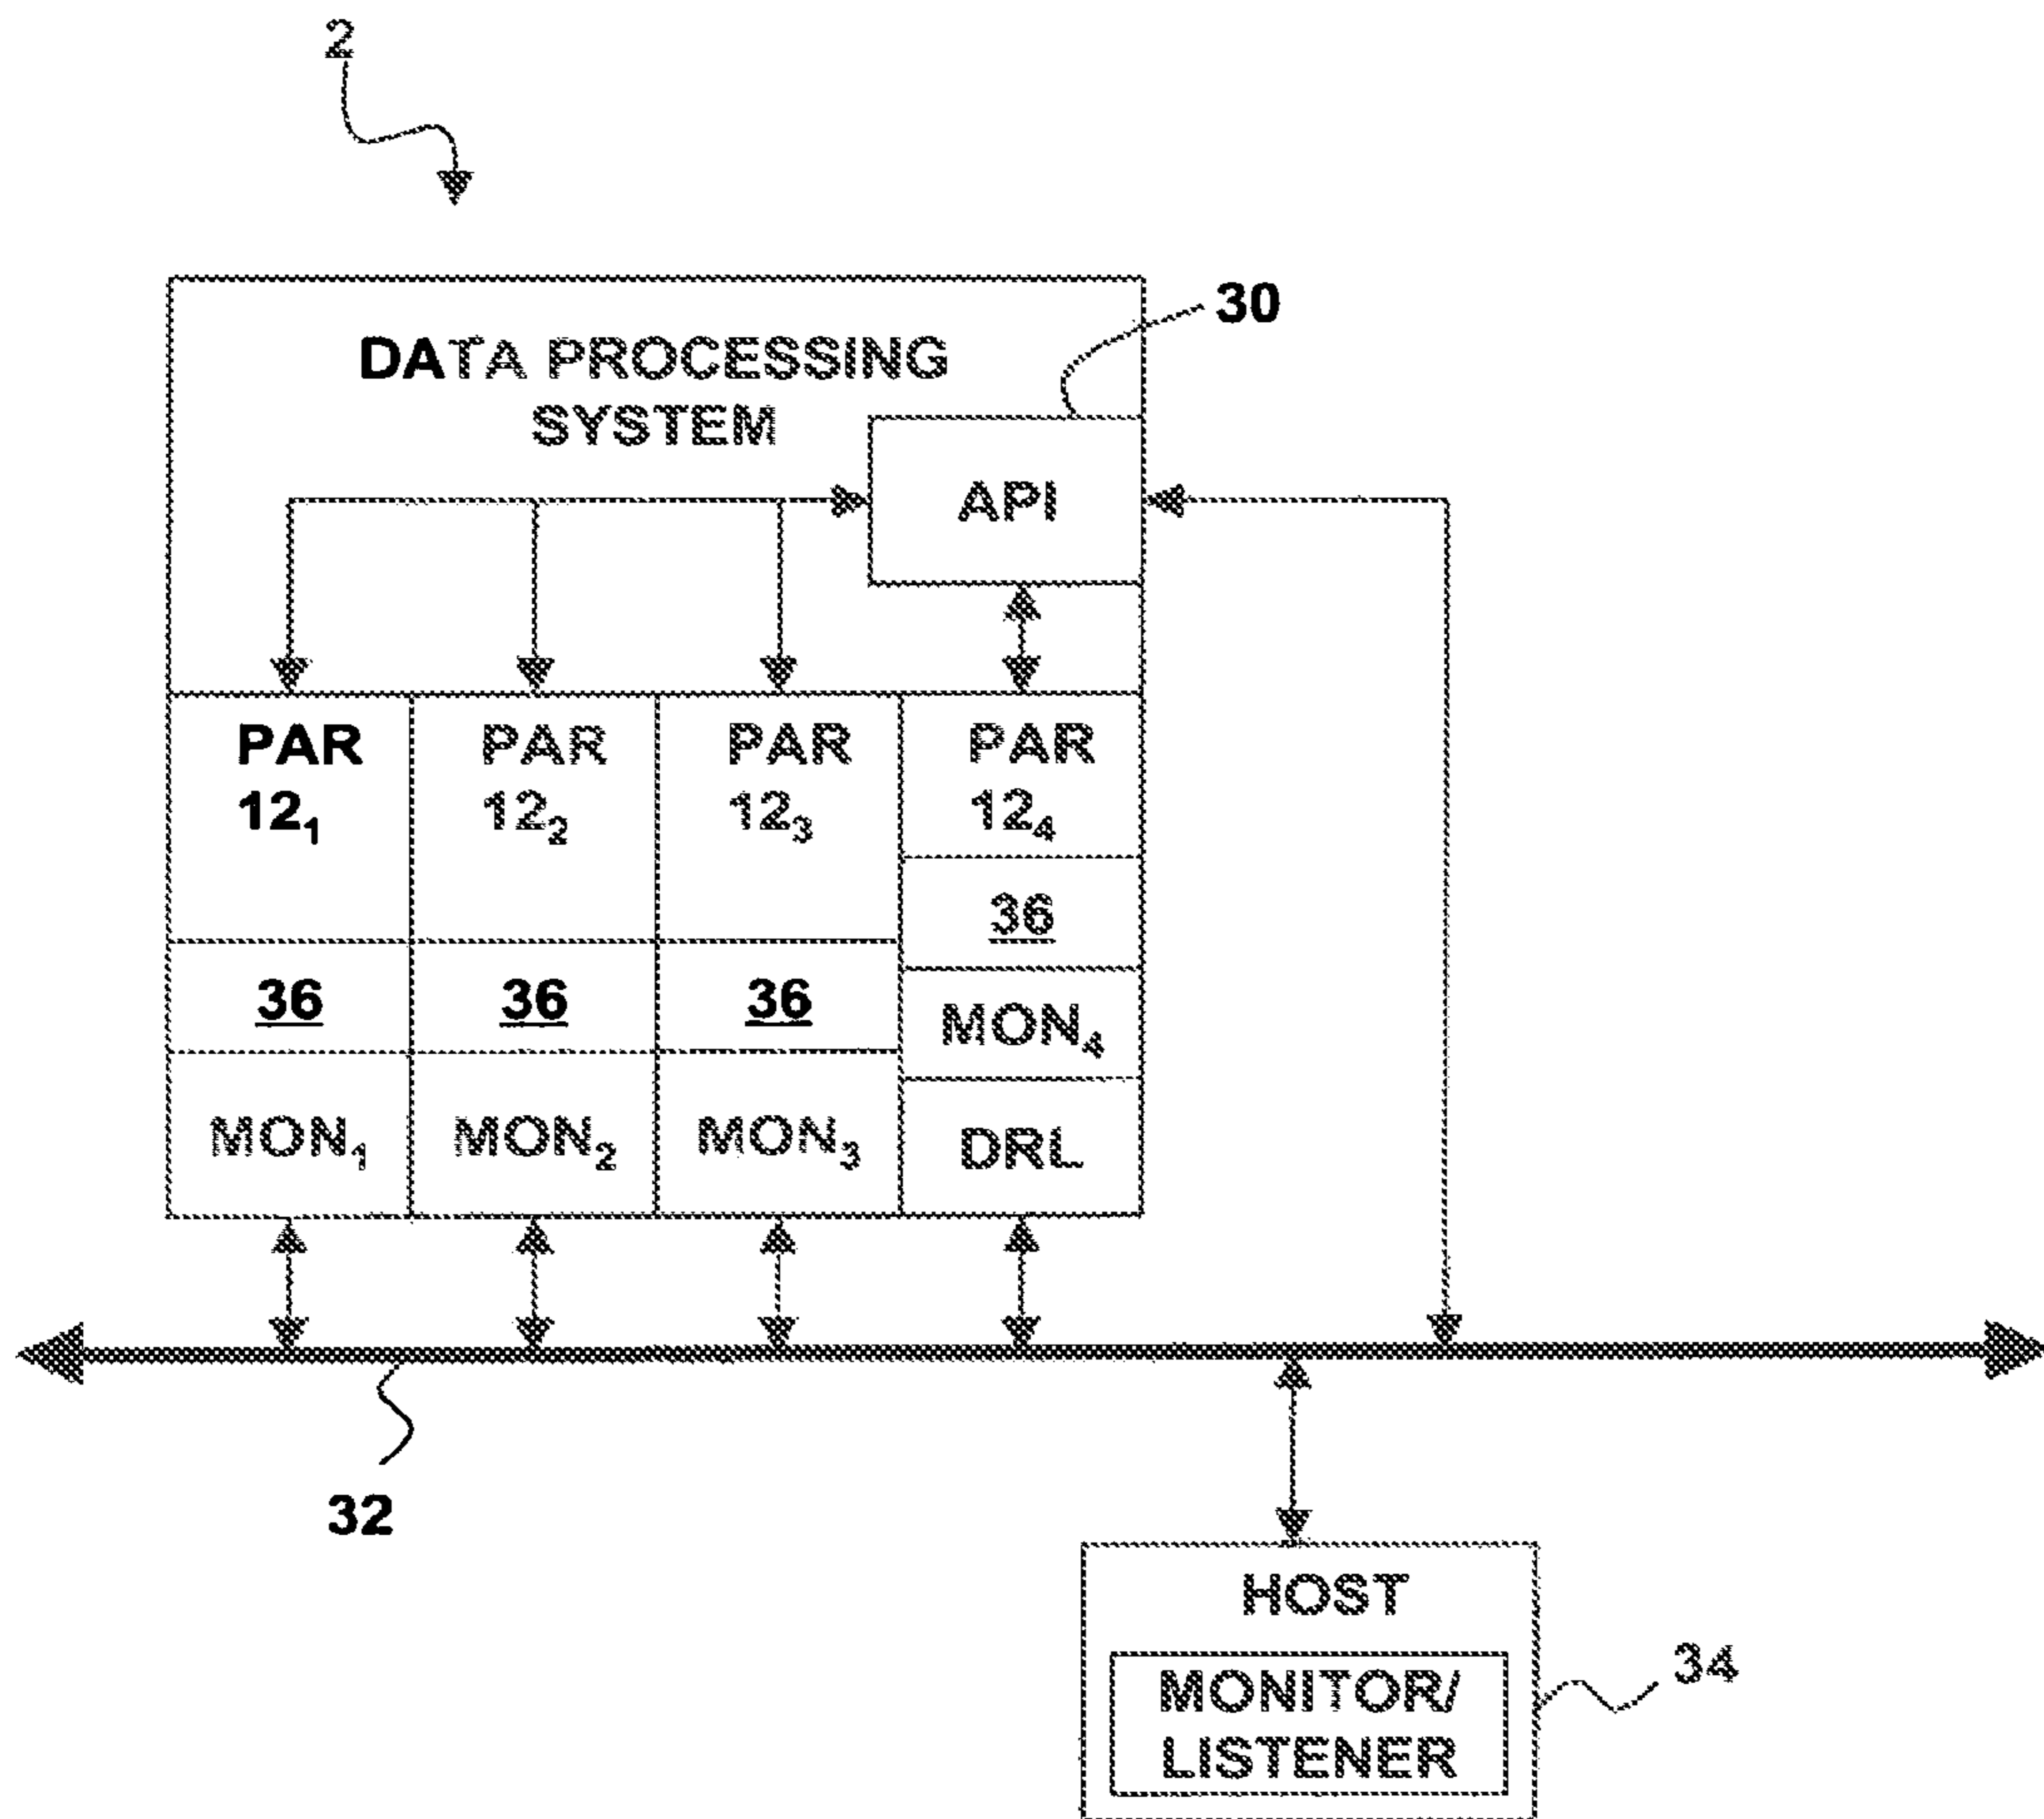 2
30
DATA PROCESSING
SYSTEM
API
PAR
12₁
PAR
12₂
PAR
12₃
PAR
12₄
36
36
36
36
MON₁
MON₂
MON₃
MON₄
DRL
32
HOST
MONITOR/
LISTENER
34